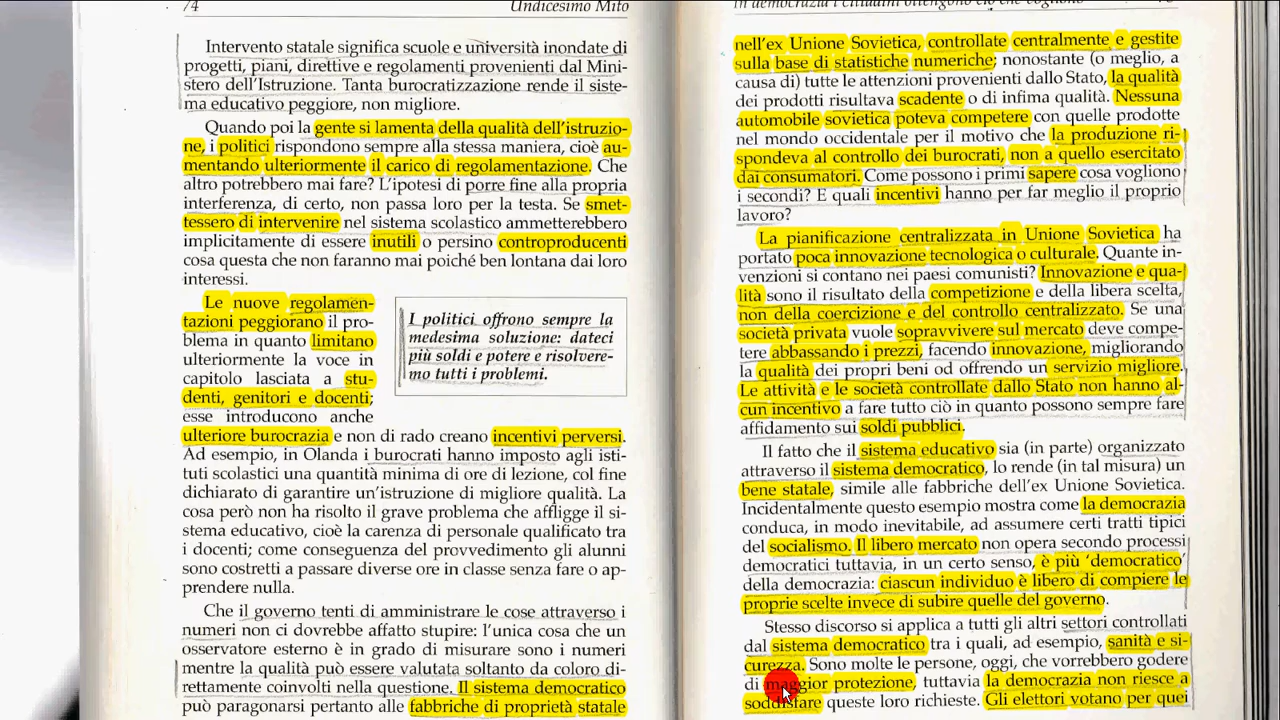 74
Undicesimo Mito
Intervento statale significa scuole e università inondate di
progetti, piani, direttive e regolamenti provenienti dal Mini-
stero dell'Istruzione. Tanta burocratizzazione rende il siste-
ma educativo peggiore, non migliore.
Quando poi la gente si lamenta della qualità dell'istruzio-
ne, i politici rispondono sempre alla stessa maniera, cioè au-
mentando ulteriormente il carico di regolamentazione. Che
altro potrebbero mai fare? L'ipotesi di porre fine alla propria
interferenza, di certo, non passa loro per la testa. Se smet-
tessero di intervenire nel sistema scolastico ammetterebbero
implicitamente di essere inutili o persino controproducenti
cosa questa che non faranno mai poiché ben lontana dai loro
interessi.
Le nuove regolamen-
tazioni peggiorano il pro-
blema in quanto limitano
ulteriormente la voce in
capitolo lasciata a stu-
denti, genitori e docenti;
esse introducono anche
ulteriore burocrazia e non di rado creano incentivi perversi.
Ad esempio, in Olanda i burocrati hanno imposto agli isti-
tuti scolastici una quantità minima di ore di lezione, col fine
dichiarato di garantire un'istruzione di migliore qualità. La
cosa però non ha risolto il grave problema che affligge il si-
stema educativo, cioè la carenza di personale qualificato tra
i docenti; come conseguenza del provvedimento gli alunni
sono costretti a passare diverse ore in classe senza fare o ap-
prendere nulla.
I politici offrono sempre la
medesima soluzione: dateci
più soldi e potere e risolvere-
mo tutti i problemi.
Che il governo tenti di amministrare le cose attraverso i
numeri non ci dovrebbe affatto stupire: l'unica cosa che un
osservatore esterno è in grado di misurare sono i numeri
mentre la qualità può essere valutata soltanto da coloro di-
rettamente coinvolti nella questione. Il sistema democratico
può paragonarsi pertanto alle fabbriche di proprietà statale
In democrazia i cittadini ottengono ciò che vogliono
nell'ex Unione Sovietica, controllate centralmente e gestite
sulla base di statistiche numeriche; nonostante (o meglio, a
causa di) tutte le attenzioni provenienti dallo Stato, la qualità
dei prodotti risultava scadente o di infima qualità. Nessuna
automobile sovietica poteva competere con quelle prodotte
nel mondo occidentale per il motivo che la produzione ri-
spondeva al controllo dei burocrati, non a quello esercitato
dai consumatori. Come possono i primi sapere cosa vogliono
i secondi? E quali incentivi hanno per far meglio il proprio
lavoro?
La pianificazione centralizzata in Unione Sovietica ha
portato poca innovazione tecnologica o culturale. Quante in-
venzioni si contano nei paesi comunisti? Innovazione e qua-
lità sono il risultato della competizione e della libera scelta,
non della coercizione e del controllo centralizzato. Se una
società privata vuole sopravvivere sul mercato deve compe-
tere abbassando i prezzi, facendo innovazione, migliorando
la qualità dei propri beni od offrendo un servizio migliore.
Le attività e le società controllate dallo Stato non hanno al-
cun incentivo a fare tutto ciò in quanto possono sempre fare
affidamento sui soldi pubblici.
Il fatto che il sistema educativo sia (in parte) organizzato
attraverso il sistema democratico, lo rende (in tal misura) un
bene statale, simile alle fabbriche dell'ex Unione Sovietica.
Incidentalmente questo esempio mostra come la democrazia
conduca, in modo inevitabile, ad assumere certi tratti tipici
del socialismo. Il libero mercato non opera secondo processi
democratici tuttavia, in un certo senso, è più 'democratico'
della democrazia: ciascun individuo è libero di compiere le
proprie scelte invece di subire quelle del governo.
Stesso discorso si applica a tutti gli altri settori controllati
dal sistema democratico tra i quali, ad esempio, sanità e si-
curezza. Sono molte le persone, oggi, che vorrebbero godere
di maggior protezione, tuttavia la democrazia non riesce a
soddisfare queste loro richieste. Gli elettori votano per quei